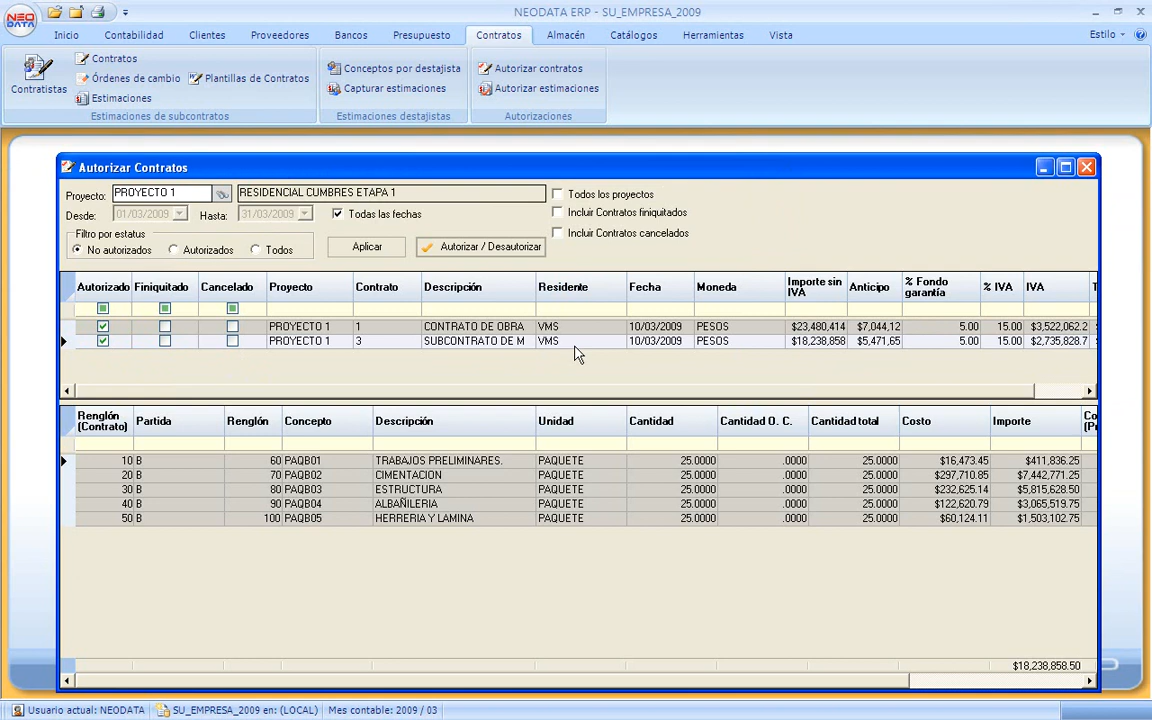 NEO DATA
NEODATA ERP - SU_EMPRESA_2009
Inicio Contabilidad Clientes Proveedores Bancos Presupuesto Contratos Almacén Catálogos Herramientas Vista Estilo
Contratistas
Contratos
Órdenes de cambio
Estimaciones
Plantillas de Contratos
Estimaciones de subcontratos
Conceptos por destajista
Capturar estimaciones
Estimaciones destajistas
Autorizar contratos
Autorizar estimaciones
Autorizaciones
Autorizar Contratos
Proyecto: PROYECTO 1 RESIDENCIAL CUMBRES ETAPA 1 Todos los proyectos
Desde: 01/03/2009 Hasta: 31/03/2009 Todas las fechas Incluir Contratos finiquitados
Filtro por estatus Incluir Contratos cancelados
No autorizados Autorizados Todos Aplicar Autorizar / Desautorizar
Autorizado Finiquitado Cancelado Proyecto Contrato Descripción Residente Fecha Moneda Importe sin IVA Anticipo % Fondo garantía % IVA IVA T
PROYECTO 1 1 CONTRATO DE OBRA VMS 10/03/2009 PESOS $23,480,414 $7,044,12 5.00 15.00 $3,522,062.2
PROYECTO 1 3 SUBCONTRATO DE M VMS 10/03/2009 PESOS $18,238,858 $5,471,65 5.00 15.00 $2,735,828.7
Renglón (Contrato) Partida Renglón Concepto Descripción Unidad Cantidad Cantidad O. C. Cantidad total Costo Importe Co (Pr
10 B 60 PAQB01 TRABAJOS PRELIMINARES. PAQUETE 25.0000 .0000 25.0000 $16,473.45 $411,836.25
20 B 70 PAQB02 CIMENTACION PAQUETE 25.0000 .0000 25.0000 $297,710.85 $7,442,771.25
30 B 80 PAQB03 ESTRUCTURA PAQUETE 25.0000 .0000 25.0000 $232,625.14 $5,815,628.50
40 B 90 PAQB04 ALBAÑILERIA PAQUETE 25.0000 .0000 25.0000 $122,620.79 $3,065,519.75
50 B 100 PAQB05 HERRERIA Y LAMINA PAQUETE 25.0000 .0000 25.0000 $60,124.11 $1,503,102.75
$18,238,858.50
Usuario actual: NEODATA SU_EMPRESA_2009 en: (LOCAL) Mes contable: 2009 / 03